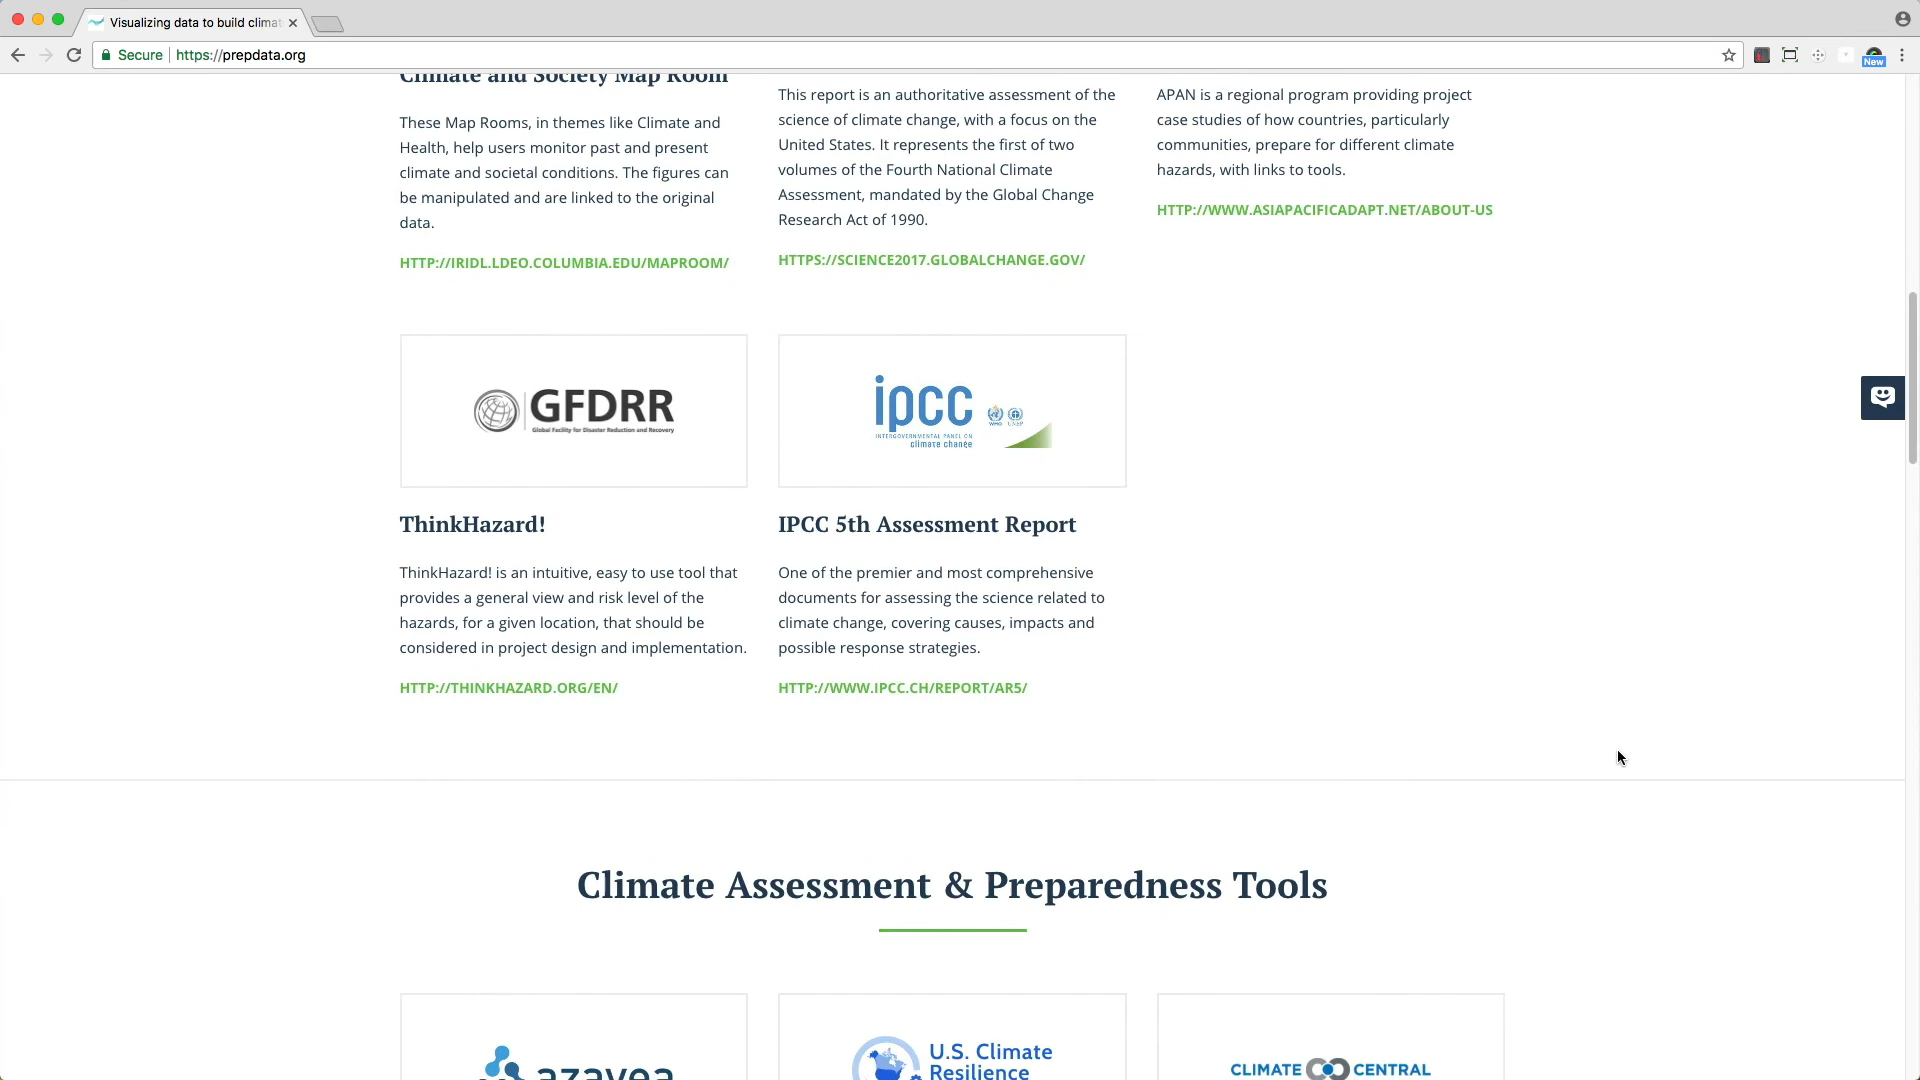 Visualizing data to build clima
Secure
https://prepdata.org
New
Climate and Society Map Room
These Map Rooms, in themes like Climate and
Health, help users monitor past and present
climate and societal conditions. The figures can
be manipulated and are linked to the original
data.
HTTP://IRIDL.LDEO.COLUMBIA.EDU/MAPROOM/
This report is an authoritative assessment of the
science of climate change, with a focus on the
United States. It represents the first of two
volumes of the Fourth National Climate
Assessment, mandated by the Global Change
Research Act of 1990.
HTTPS://SCIENCE2017.GLOBALCHANGE.GOV/
APAN is a regional program providing project
case studies of how countries, particularly
communities, prepare for different climate
hazards, with links to tools.
HTTP://WWW.ASIAPACIFICADAPT.NET/ABOUT-US
GFDRR
Global Facility for Disaster Reduction and Recovery
ThinkHazard!
ThinkHazard! is an intuitive, easy to use tool that
provides a general view and risk level of the
hazards, for a given location, that should be
considered in project design and implementation.
HTTP://THINKHAZARD.ORG/EN/
ipcc
INTERGOVERNMENTAL PANEL ON
climate change
WMO UNEP
IPCC 5th Assessment Report
One of the premier and most comprehensive
documents for assessing the science related to
climate change, covering causes, impacts and
possible response strategies.
HTTP://WWW.IPCC.CH/REPORT/AR5/
Climate Assessment & Preparedness Tools
azavea
U.S. Climate
Resilience
CLIMATE CENTRAL